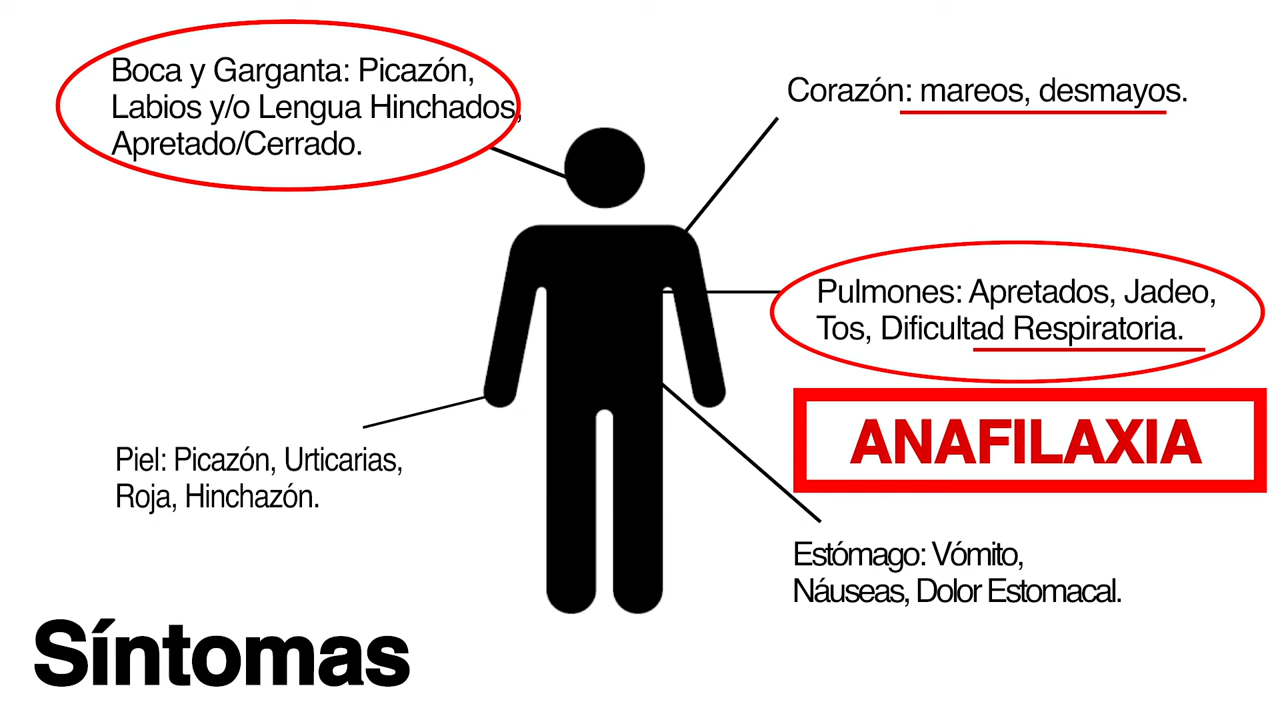 Boca y Garganta: Picazón,
Labios y/o Lengua Hinchados,
Apretado/Cerrado.
Corazón: mareos, desmayos.
Pulmones: Apretados, Jadeo,
Tos, Dificultad Respiratoria.
ANAFILAXIA
Piel: Picazón, Urticarias,
Roja, Hinchazón.
Estómago: Vómito,
Náuseas, Dolor Estomacal.
Síntomas